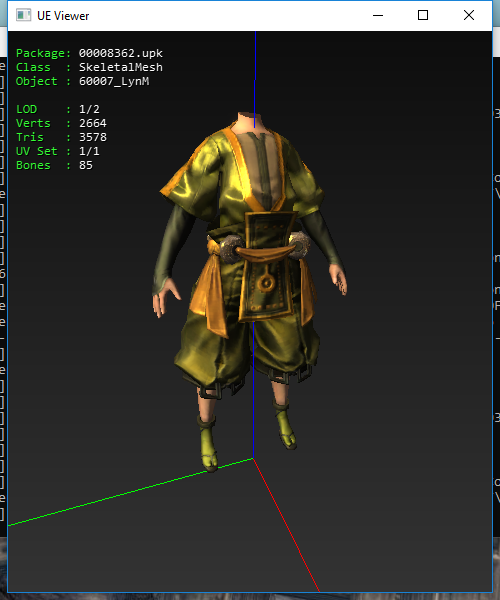 UE Viewer
Package: 00008362.upk
Class  : SkeletalMesh
Object : 60007_LynM
LOD    : 1/2
Verts  : 2664
Tris   : 3578
UV Set : 1/1
Bones  : 85